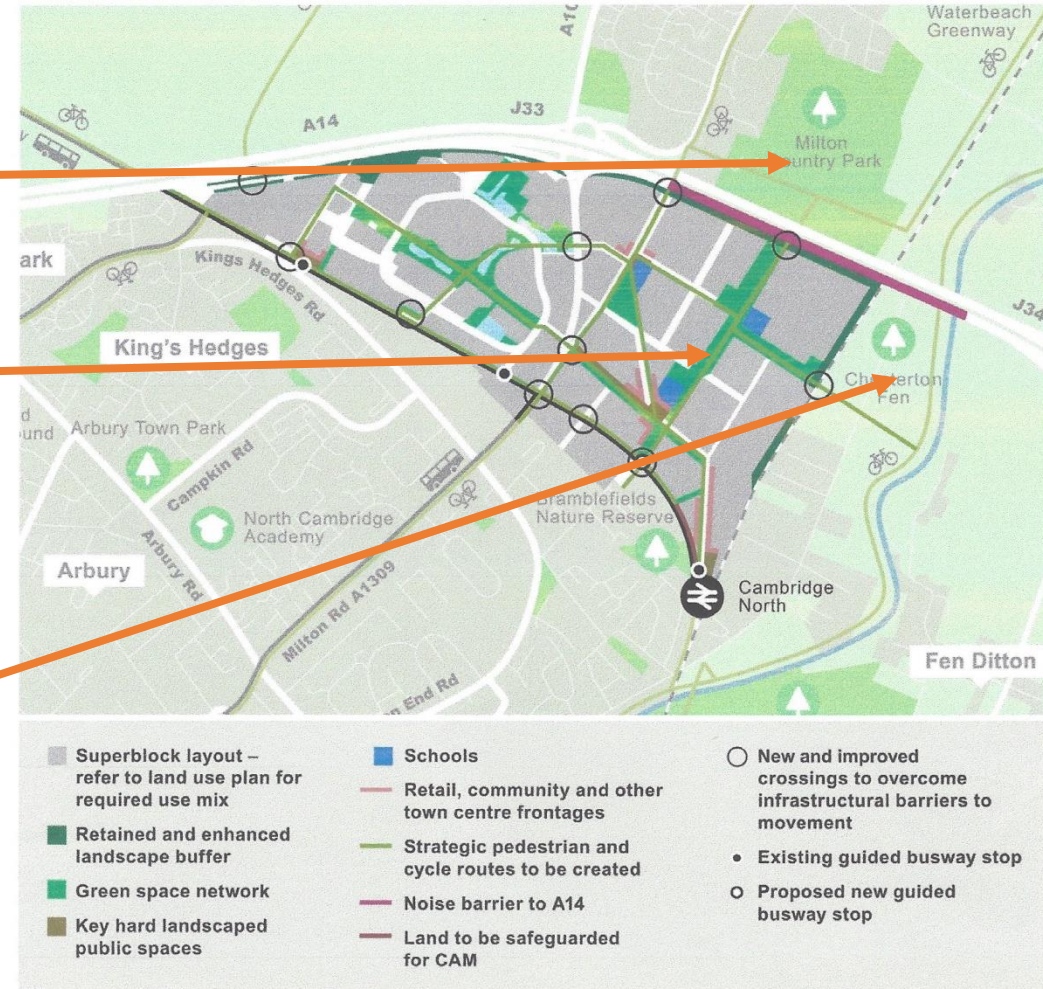 Waterbeach
Greenway
A10
J33
A14
Milton
Country Park
Kings Hedges Rd
J34
King's Hedges
Chesterton
Fen
Arbury Town Park
Campkin Rd
Bramblefields
Nature Reserve
North Cambridge
Academy
Arbury
Arbury Rd
Milton Rd A1309
Cambridge
North
Fen Ditton
End Rd
Superblock layout –
refer to land use plan for
required use mix
Retained and enhanced
landscape buffer
Green space network
Key hard landscaped
public spaces
Schools
Retail, community and other
town centre frontages
Strategic pedestrian and
cycle routes to be created
Noise barrier to A14
Land to be safeguarded
for CAM
New and improved
crossings to overcome
infrastructural barriers to
movement
Existing guided busway stop
Proposed new guided
busway stop